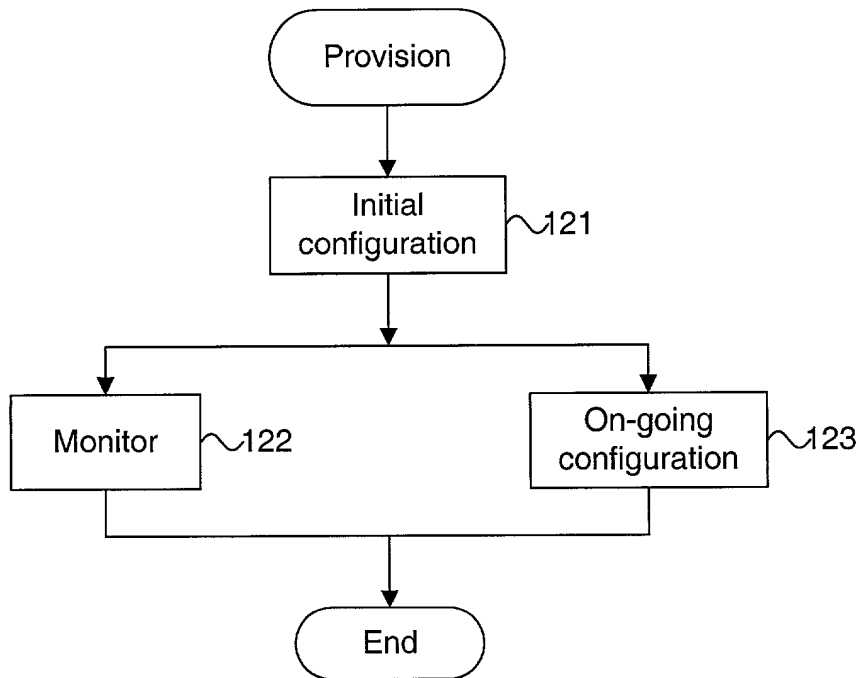 Provision
Initial
configuration
121
Monitor
122
On-going
configuration
123
End